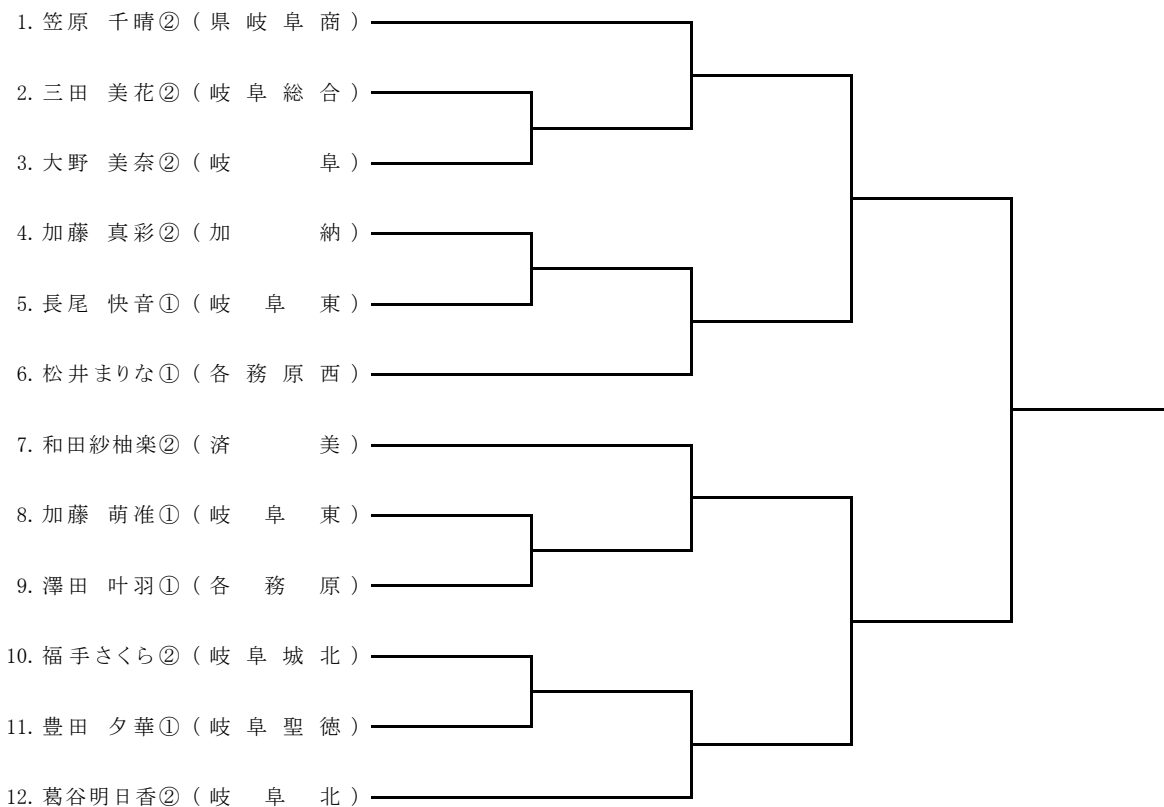 1. 笠原 千晴②（県岐阜商）
2. 三田 美花②（岐阜総合）
3. 大野 美奈②（岐阜）
4. 加藤 真彩②（加納）
5. 長尾 快音①（岐阜東）
6. 松井まりな①（各務原西）
7. 和田紗柚楽②（済美）
8. 加藤 萌准①（岐阜東）
9. 澤田 叶羽①（各務原）
10. 福手さくら②（岐阜城北）
11. 豊田 夕華①（岐阜聖徳）
12. 葛谷明日香②（岐阜北）